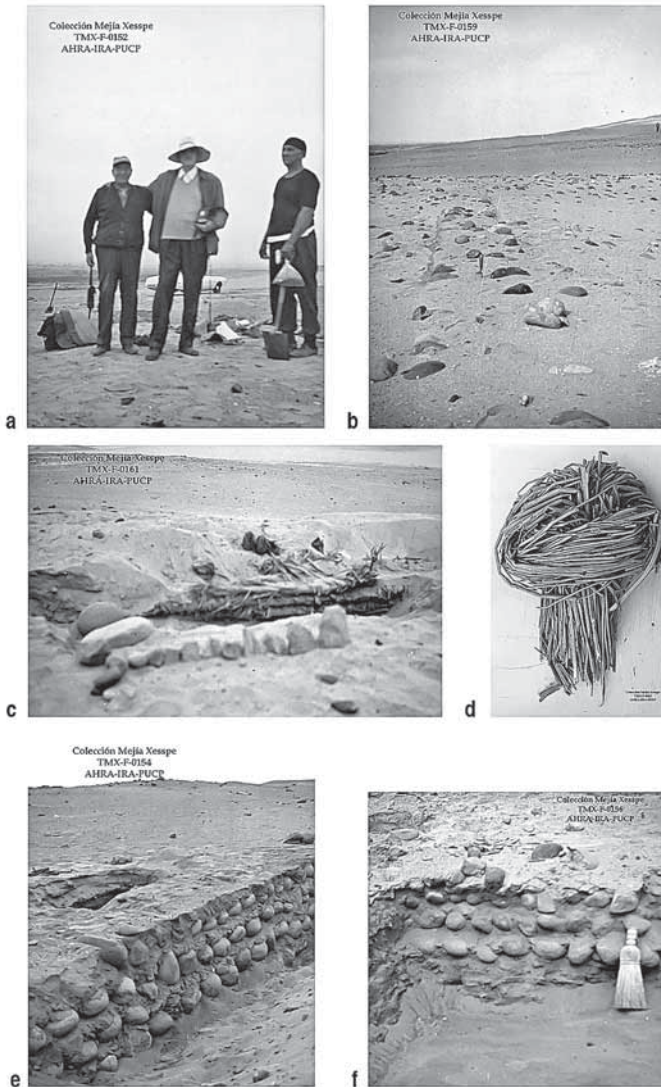 Colección Mejía Xesspe
TMX-F-0152
AHRA-IRA-PUCP
a
Colección Mejía Xesspe
TMX-F-0159
AHRA-IRA-PUCP
b
Colección Mejía Xesspe
TMX-F-0161
AHRA-IRA-PUCP
c
d
Colección Mejía Xesspe
TMX-F-0154
AHRA-IRA-PUCP
e
Colección Mejía Xesspe
TMX-F-0156
AHRA-IRA-PUCP
f